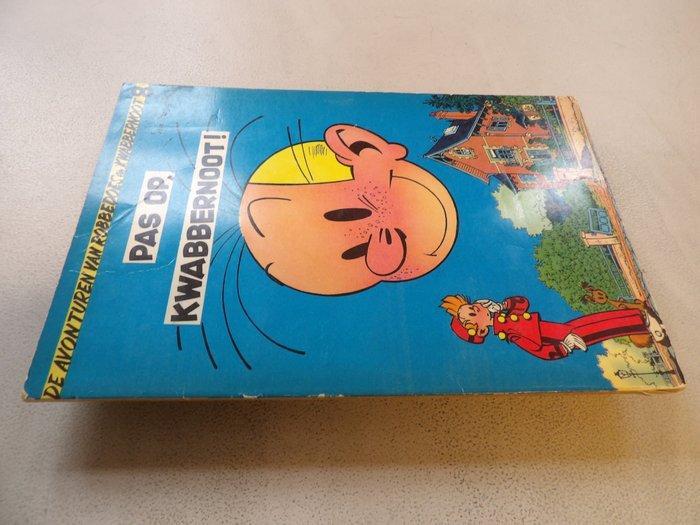 DE AVONTUREN VAN ROBBEDOES en KWABBERNOOT
PAS OP,
KWABBERNOOT!